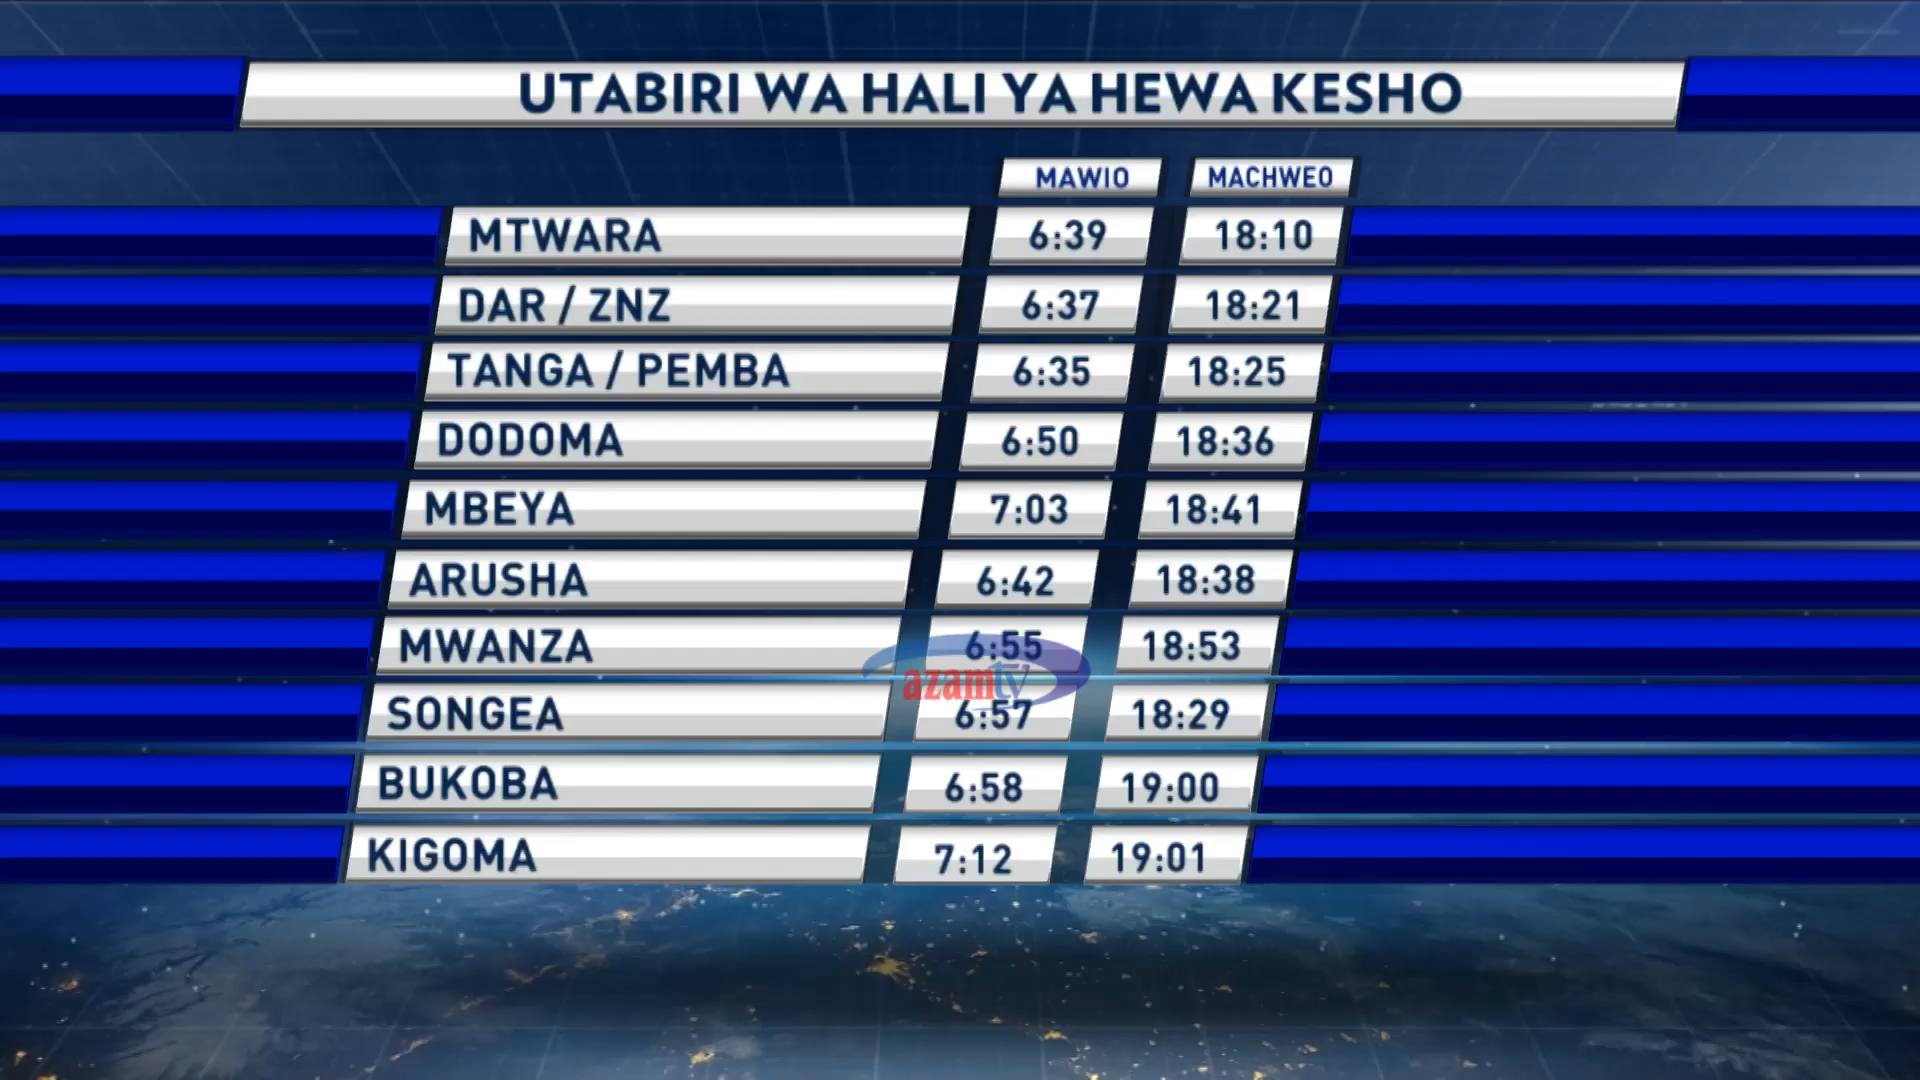 UTABIRI WA HALI YA HEWA KESHO
MAWIO MACHWEO
MTWARA 6:39 18:10
DAR / ZNZ 6:37 18:21
TANGA / PEMBA 6:35 18:25
DODOMA 6:50 18:36
MBEYA 7:03 18:41
ARUSHA 6:42 18:38
MWANZA 6:55 18:53
azamtv
SONGEA 6:57 18:29
BUKOBA 6:58 19:00
KIGOMA 7:12 19:01